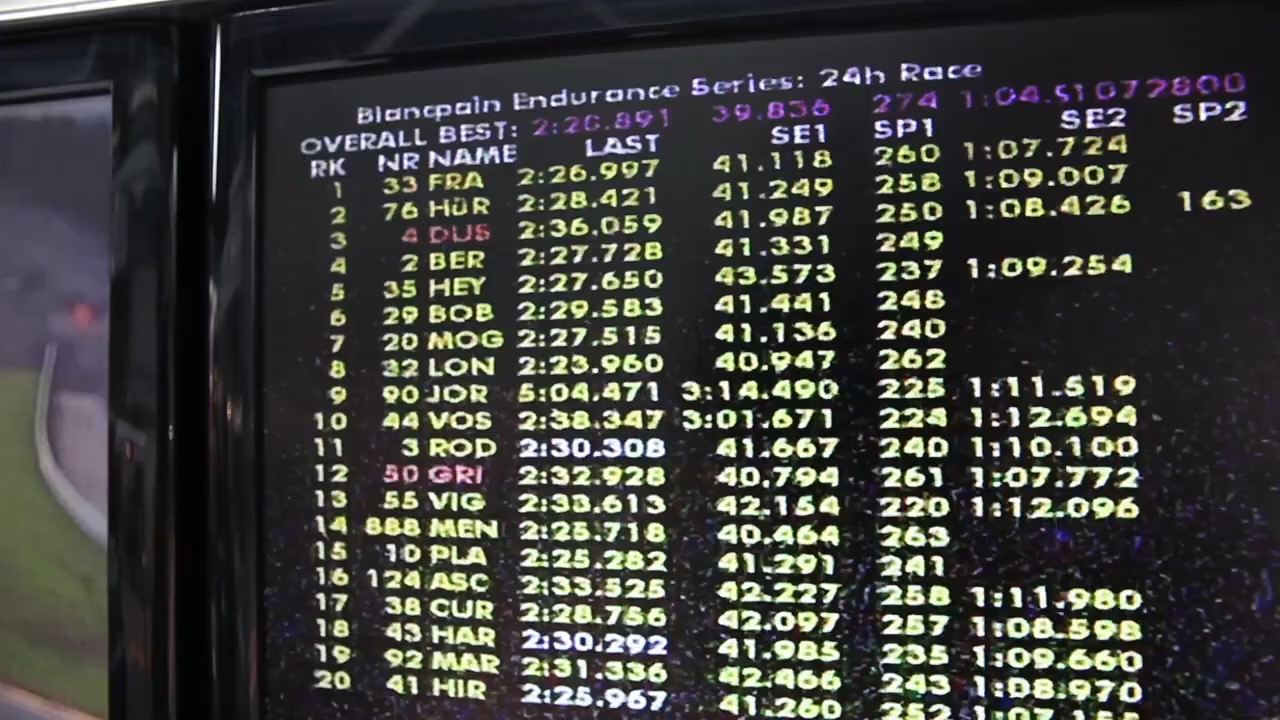 Blancpain Endurance Series: 24h Race
OVERALL BEST: 2:20.891 39.836 274 1:04.51072800
RK NR NAME LAST SE1 SP1 SE2 SP2
1 33 FRA 2:26.997 41.118 260 1:07.724
2 76 HÜR 2:28.421 41.249 258 1:09.007
3 4 DUS 2:36.059 41.987 250 1:08.426 163
4 2 BER 2:27.728 41.331 249
5 35 HEY 2:27.650 43.573 237 1:09.254
6 29 BOB 2:29.583 41.441 248
7 20 MOG 2:27.515 41.136 240
8 32 LON 2:23.960 40.947 262
9 90 JOR 5:04.471 3:14.490 225 1:11.519
10 44 VOS 2:38.347 3:01.671 224 1:12.694
11 3 ROD 2:30.308 41.667 240 1:10.100
12 50 GRI 2:32.928 40.794 261 1:07.772
13 55 VIG 2:33.613 42.154 220 1:12.096
14 888 MEN 2:25.718 40.464 263
15 10 PLA 2:25.282 41.291 241
16 124 ASC 2:33.525 42.227 258 1:11.980
17 38 CUR 2:28.756 42.097 257 1:08.598
18 43 HAR 2:30.292 41.985 235 1:09.660
19 92 MAR 2:31.336 42.466 243 1:08.970
20 41 HIR 2:25.967 41.260 252